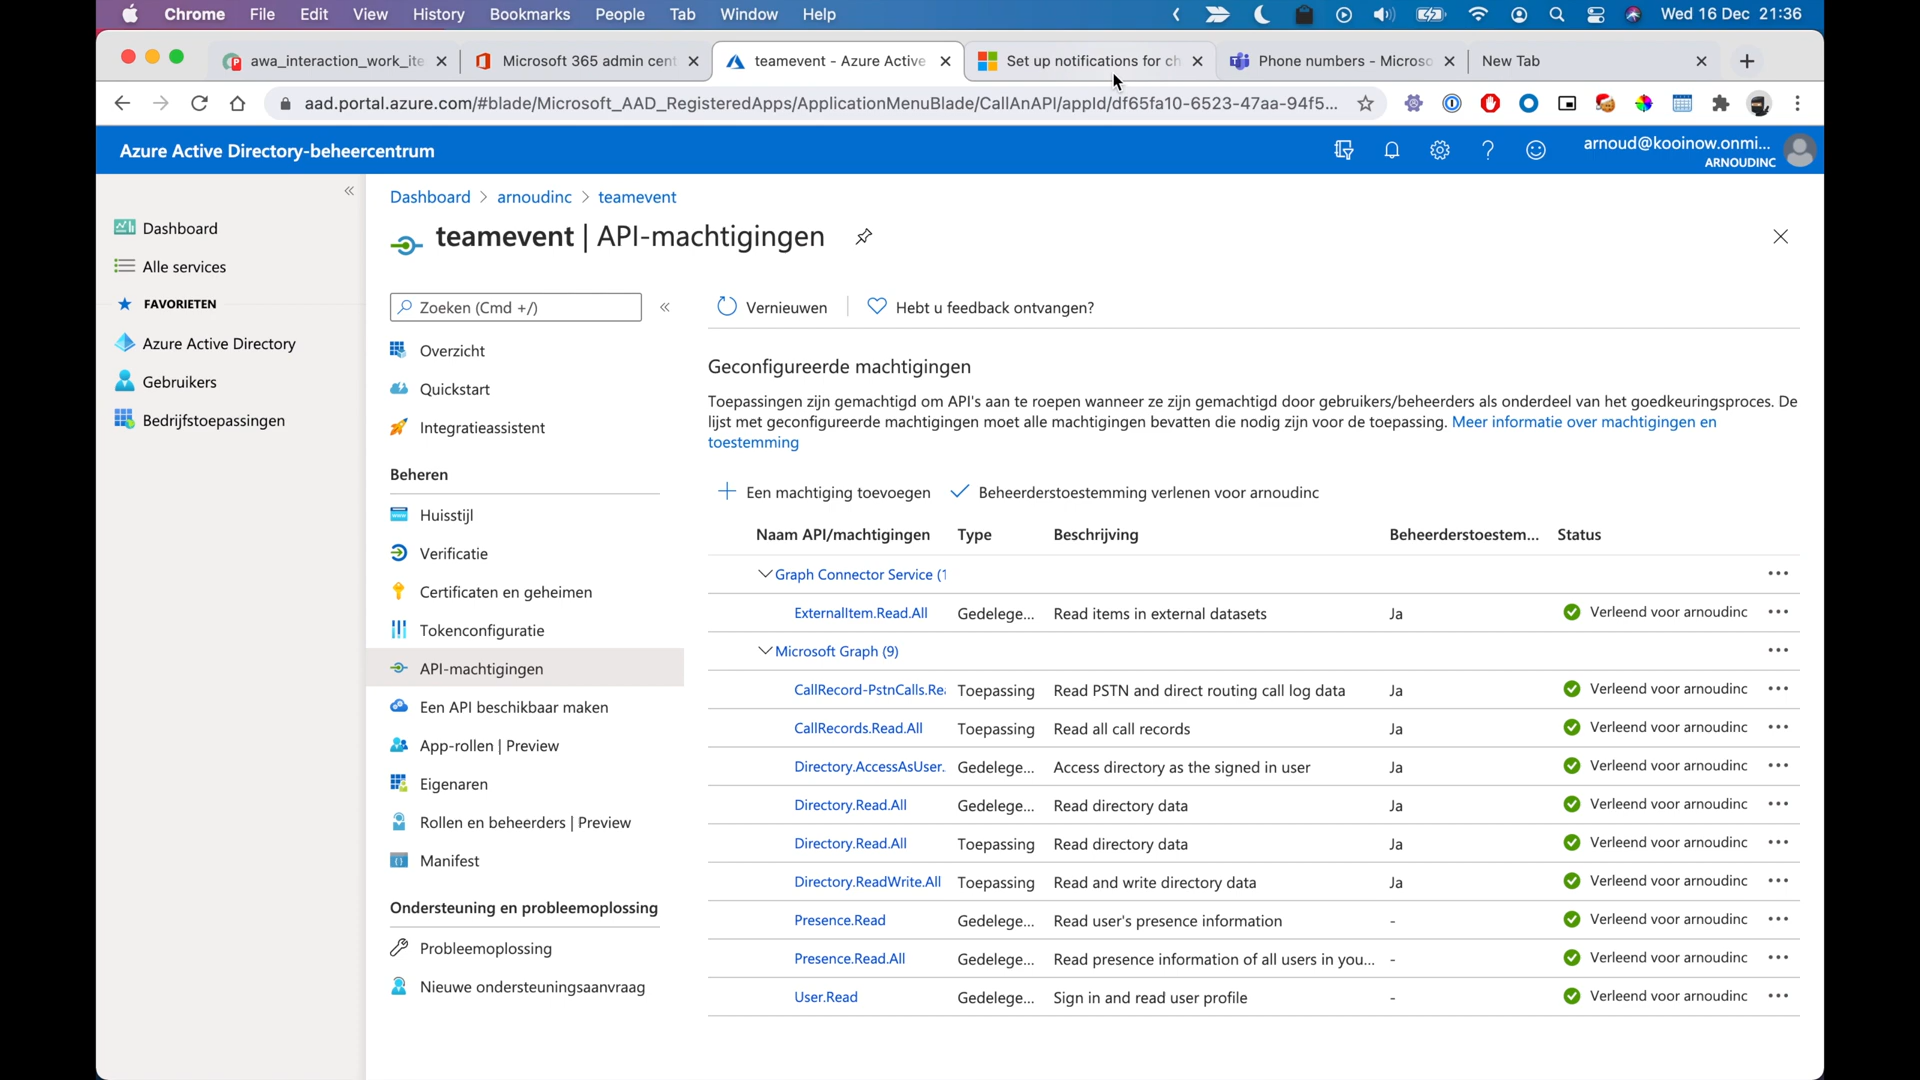 Chrome File Edit View History Bookmarks People Tab Window Help Wed 16 Dec 21:36
awa_interaction_work_ite Microsoft 365 admin cent teamevent - Azure Active Set up notifications for ch Phone numbers - Microso New Tab
aad.portal.azure.com/#blade/Microsoft_AAD_RegisteredApps/ApplicationMenuBlade/CallAnAPI/appId/df65fa10-6523-47aa-94f5...
Azure Active Directory-beheercentrum
arnoud@kooinow.onmi...
ARNOUDINC
Dashboard
Alle services
FAVORIETEN
Azure Active Directory
Gebruikers
Bedrijfstoepassingen
Dashboard > arnoudinc > teamevent
teamevent | API-machtigingen
Zoeken (Cmd +/)
Overzicht
Quickstart
Integratieassistent
Beheren
Huisstijl
Verificatie
Certificaten en geheimen
Tokenconfiguratie
API-machtigingen
Een API beschikbaar maken
App-rollen | Preview
Eigenaren
Rollen en beheerders | Preview
Manifest
Ondersteuning en probleemoplossing
Probleemoplossing
Nieuwe ondersteuningsaanvraag
Vernieuwen Hebt u feedback ontvangen?
Geconfigureerde machtigingen
Toepassingen zijn gemachtigd om API's aan te roepen wanneer ze zijn gemachtigd door gebruikers/beheerders als onderdeel van het goedkeuringsproces. De
lijst met geconfigureerde machtigingen moet alle machtigingen bevatten die nodig zijn voor de toepassing. Meer informatie over machtigingen en
toestemming
Een machtiging toevoegen Beheerderstoestemming verlenen voor arnoudinc
Naam API/machtigingen Type Beschrijving Beheerderstoestem... Status
Graph Connector Service (1
ExternalItem.Read.All Gedelege... Read items in external datasets Ja Verleend voor arnoudinc
Microsoft Graph (9)
CallRecord-PstnCalls.Rea Toepassing Read PSTN and direct routing call log data Ja Verleend voor arnoudinc
CallRecords.Read.All Toepassing Read all call records Ja Verleend voor arnoudinc
Directory.AccessAsUser. Gedelege... Access directory as the signed in user Ja Verleend voor arnoudinc
Directory.Read.All Gedelege... Read directory data Ja Verleend voor arnoudinc
Directory.Read.All Toepassing Read directory data Ja Verleend voor arnoudinc
Directory.ReadWrite.All Toepassing Read and write directory data Ja Verleend voor arnoudinc
Presence.Read Gedelege... Read user's presence information - Verleend voor arnoudinc
Presence.Read.All Gedelege... Read presence information of all users in you... - Verleend voor arnoudinc
User.Read Gedelege... Sign in and read user profile - Verleend voor arnoudinc